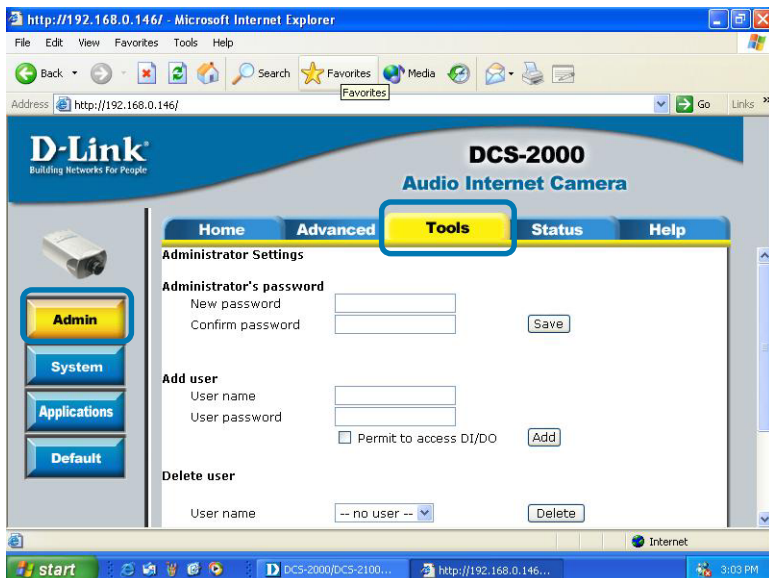 http://192.168.0.146/ - Microsoft Internet Explorer
File Edit View Favorites Tools Help
Back Search Favorites Media
Favorites
Address http://192.168.0.146/ Go Links »
D-Link
Building Networks For People
DCS-2000
Audio Internet Camera
Home Advanced Tools Status Help
Admin
System
Applications
Default
Administrator Settings
Administrator's password
New password
Confirm password Save
Add user
User name
User password
Permit to access DI/DO Add
Delete user
User name -- no user -- Delete
Internet
start DCS-2000/DCS-2100... http://192.168.0.146... 3:03 PM